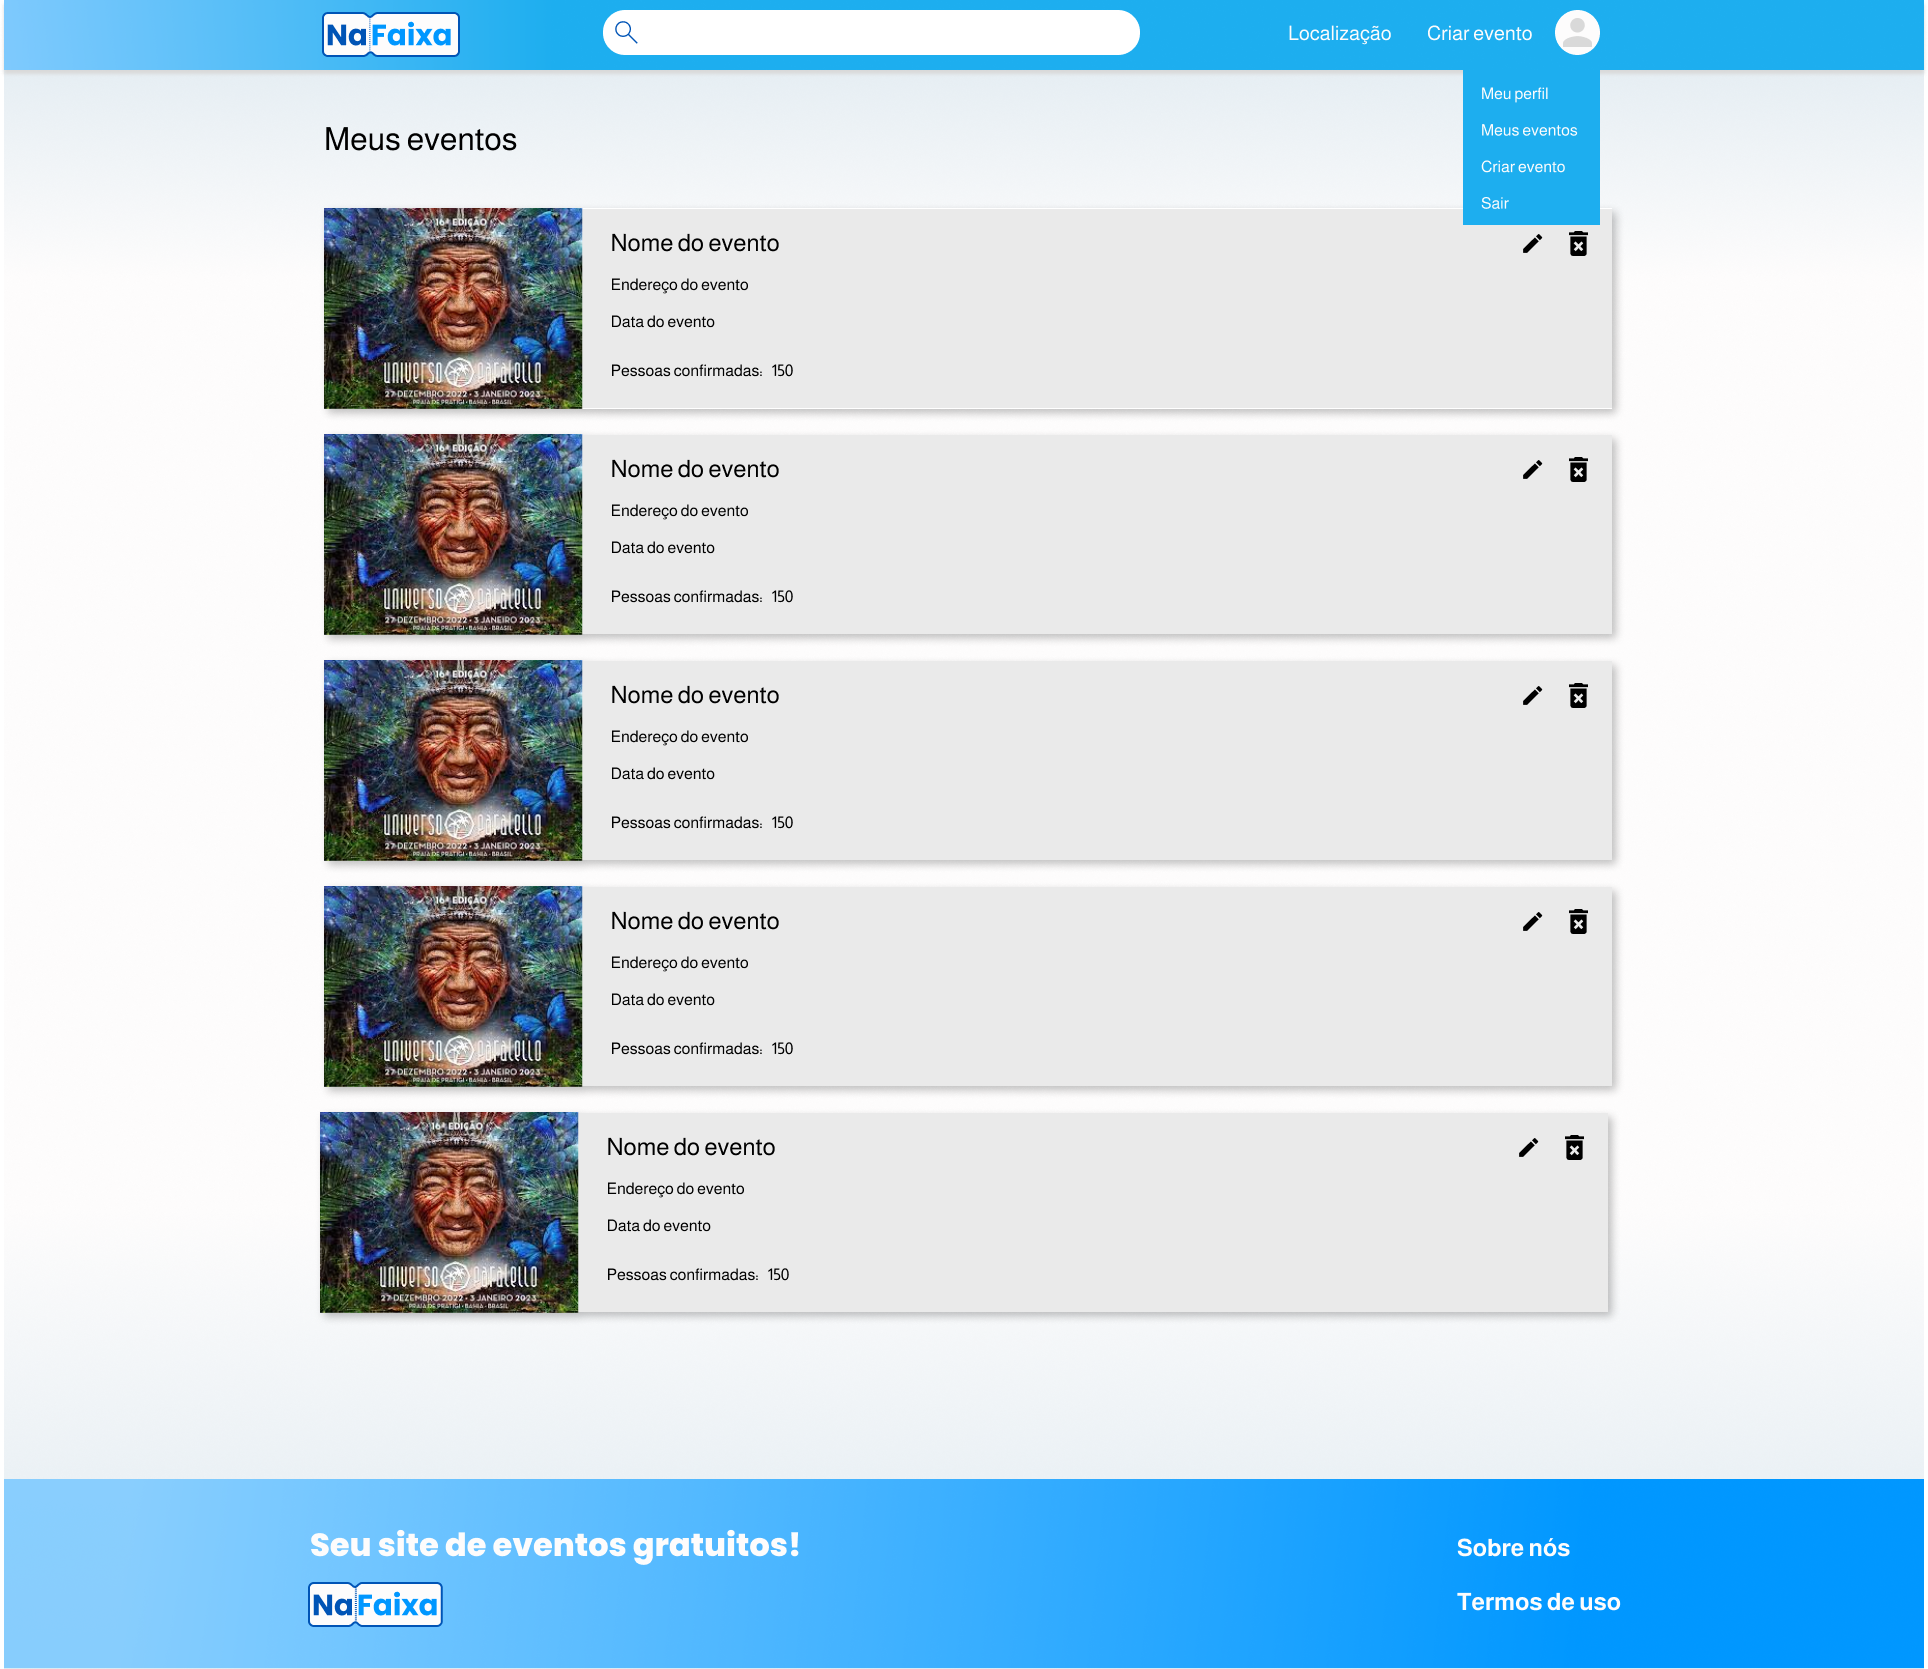 NaFaixa
Localização
Criar evento
Meu perfil
Meus eventos
Criar evento
Sair
Meus eventos
16ª EDIÇÃO
UNIVERSO PARALELLO
27 DEZEMBRO 2022 • 3 JANEIRO 2023
PRAIA DE PRATIGI • BAHIA - BRASIL
Nome do evento
Endereço do evento
Data do evento
Pessoas confirmadas: 150
16ª EDIÇÃO
UNIVERSO PARALELLO
27 DEZEMBRO 2022 • 3 JANEIRO 2023
PRAIA DE PRATIGI • BAHIA - BRASIL
Nome do evento
Endereço do evento
Data do evento
Pessoas confirmadas: 150
16ª EDIÇÃO
UNIVERSO PARALELLO
27 DEZEMBRO 2022 • 3 JANEIRO 2023
PRAIA DE PRATIGI • BAHIA - BRASIL
Nome do evento
Endereço do evento
Data do evento
Pessoas confirmadas: 150
16ª EDIÇÃO
UNIVERSO PARALELLO
27 DEZEMBRO 2022 • 3 JANEIRO 2023
PRAIA DE PRATIGI • BAHIA - BRASIL
Nome do evento
Endereço do evento
Data do evento
Pessoas confirmadas: 150
16ª EDIÇÃO
UNIVERSO PARALELLO
27 DEZEMBRO 2022 • 3 JANEIRO 2023
PRAIA DE PRATIGI • BAHIA - BRASIL
Nome do evento
Endereço do evento
Data do evento
Pessoas confirmadas: 150
Seu site de eventos gratuitos!
NaFaixa
Sobre nós
Termos de uso